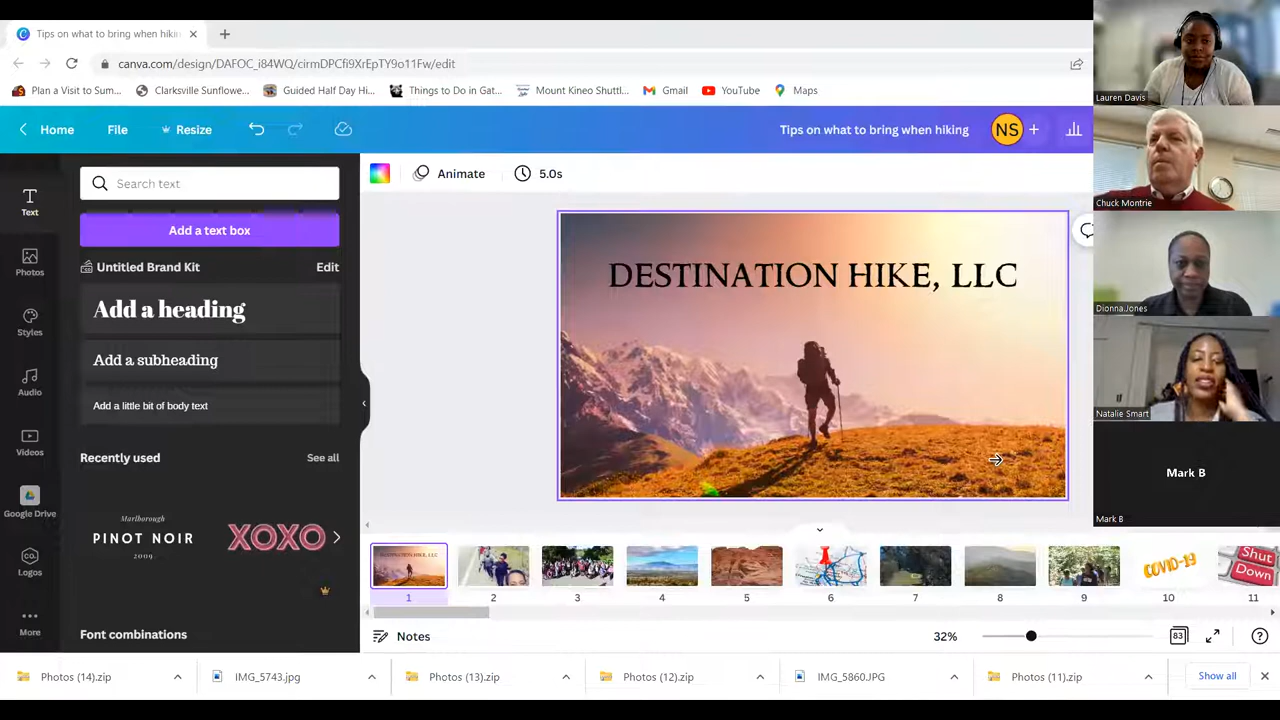 Tips on what to bring when hikin
canva.com/design/DAFOC_i84WQ/cirmDPCfi9XrEpTY9o11Fw/edit
Plan a Visit to Sum...
Clarksville Sunflowe...
Guided Half Day Hi...
Things to Do in Gat...
Mount Kineo Shuttl...
Gmail
YouTube
Maps
Home
File
Resize
Tips on what to bring when hiking
NS
Text
Photos
Styles
Audio
Videos
Google Drive
Logos
More
Search text
Add a text box
Untitled Brand Kit
Edit
Add a heading
Add a subheading
Add a little bit of body text
Recently used
See all
Marlborough
PINOT NOIR
2009
XOXO
Font combinations
Animate
5.0s
DESTINATION HIKE, LLC
DESTINATION HIKE, LLC
COVID-19
Shut
Down
1
2
3
4
5
6
7
8
9
10
11
Notes
32%
83
Photos (14).zip
IMG_5743.jpg
Photos (13).zip
Photos (12).zip
IMG_5860.JPG
Photos (11).zip
Show all
Lauren Davis
Chuck Montrie
Dionna.Jones
Natalie Smart
Mark B
Mark B